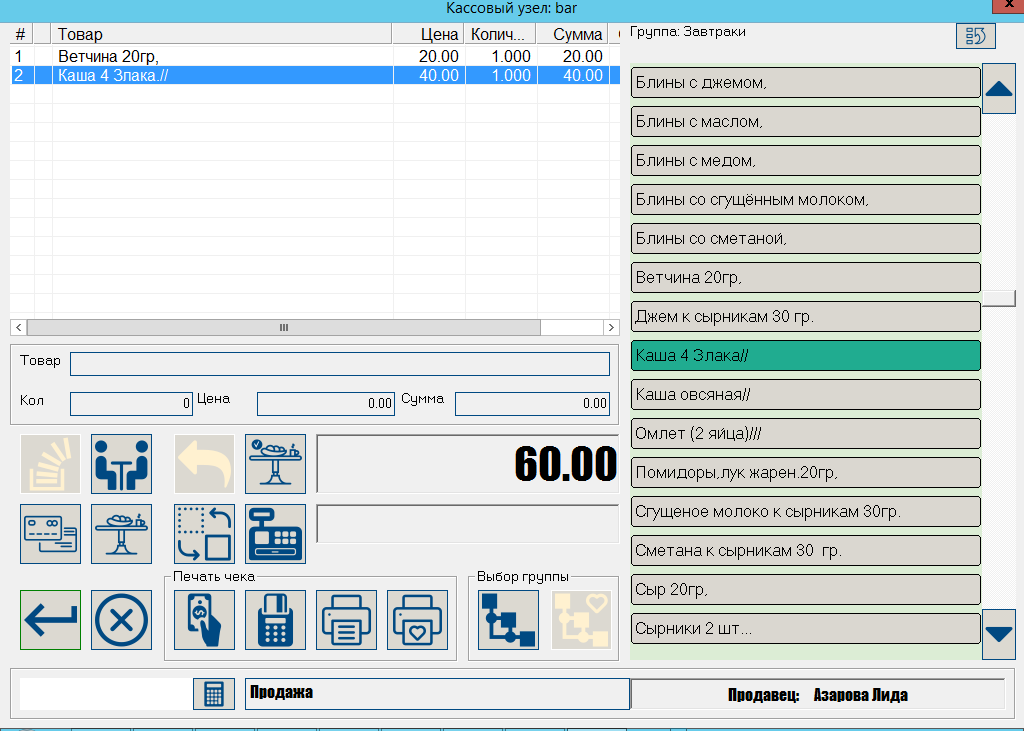 Кассовый узел: bar
x
# Товар Цена Колич... Сумма
1 Ветчина 20гр, 20.00 1.000 20.00
2 Каша 4 Злака.// 40.00 1.000 40.00
Товар
Кол 0 Цена 0.00 Сумма 0.00
60.00
Печать чека
Выбор группы
Продажа
Продавец: Азарова Лида
Группа: Завтраки
Блины с джемом,
Блины с маслом,
Блины с медом,
Блины со сгущённым молоком,
Блины со сметаной,
Ветчина 20гр,
Джем к сырникам 30 гр.
Каша 4 Злака//
Каша овсяная//
Омлет (2 яйца)///
Помидоры,лук жарен.20гр,
Сгущеное молоко к сырникам 30гр.
Сметана к сырникам 30  гр.
Сыр 20гр,
Сырники 2 шт...